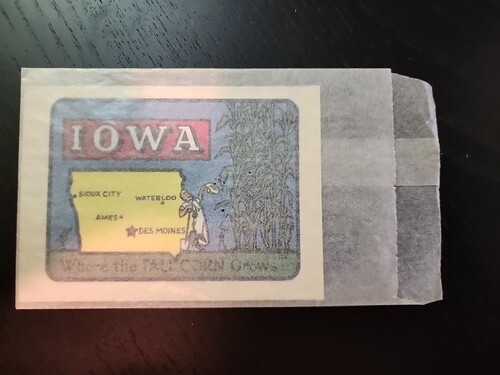 IOWA
SIOUX CITY
WATERLOO
AMES
DES MOINES
Where the TALL CORN Grows